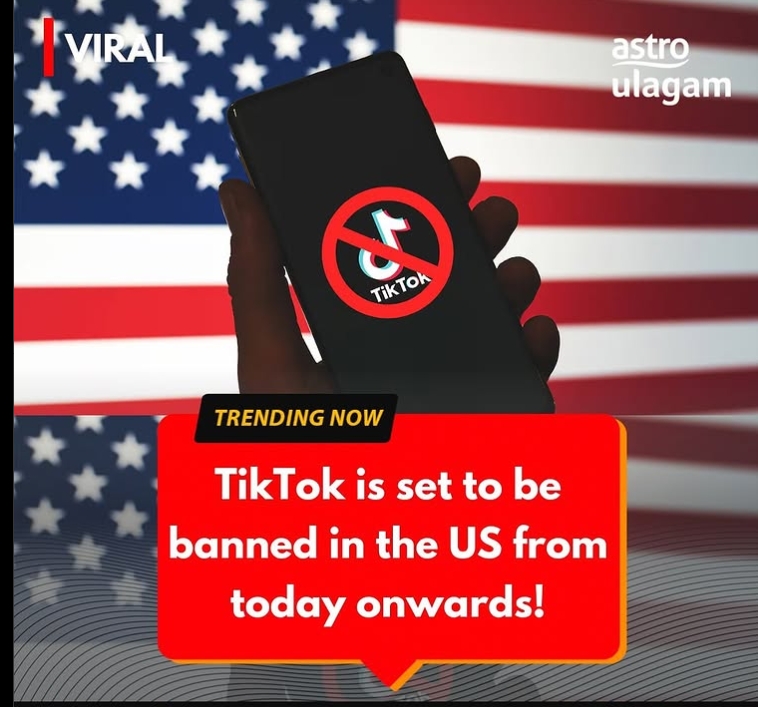 VIRAL
astro
ulagam
TikTok
TRENDING NOW
TikTok is set to be
banned in the US from
today onwards!